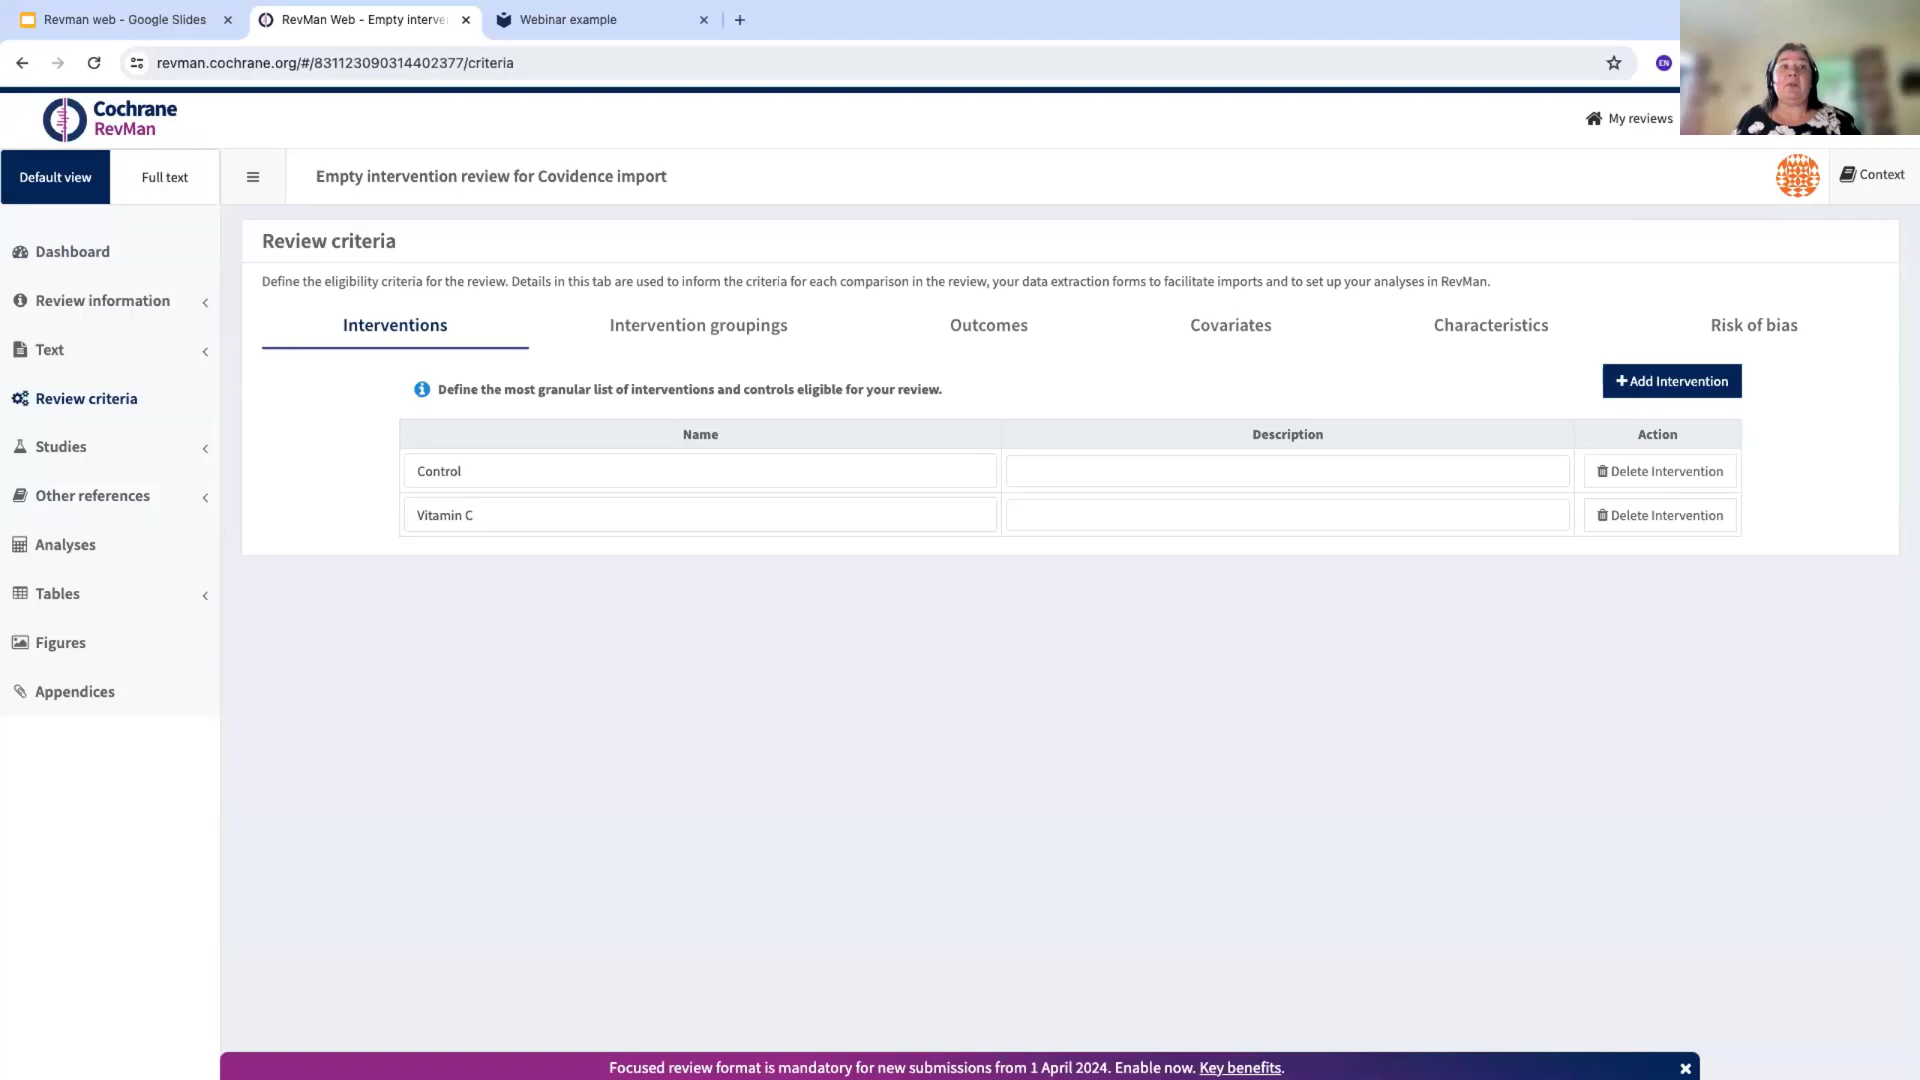 Revman web - Google Slides
RevMan Web - Empty interve
Webinar example
revman.cochrane.org/#/831123090314402377/criteria
EN
Cochrane
RevMan
My reviews
Default view
Full text
Empty intervention review for Covidence import
Context
Dashboard
Review information
Text
Review criteria
Studies
Other references
Analyses
Tables
Figures
Appendices
Review criteria
Define the eligibility criteria for the review. Details in this tab are used to inform the criteria for each comparison in the review, your data extraction forms to facilitate imports and to set up your analyses in RevMan.
Interventions
Intervention groupings
Outcomes
Covariates
Characteristics
Risk of bias
Define the most granular list of interventions and controls eligible for your review.
+ Add Intervention
Name
Description
Action
Control
Delete Intervention
Vitamin C
Delete Intervention
Focused review format is mandatory for new submissions from 1 April 2024. Enable now. Key benefits.